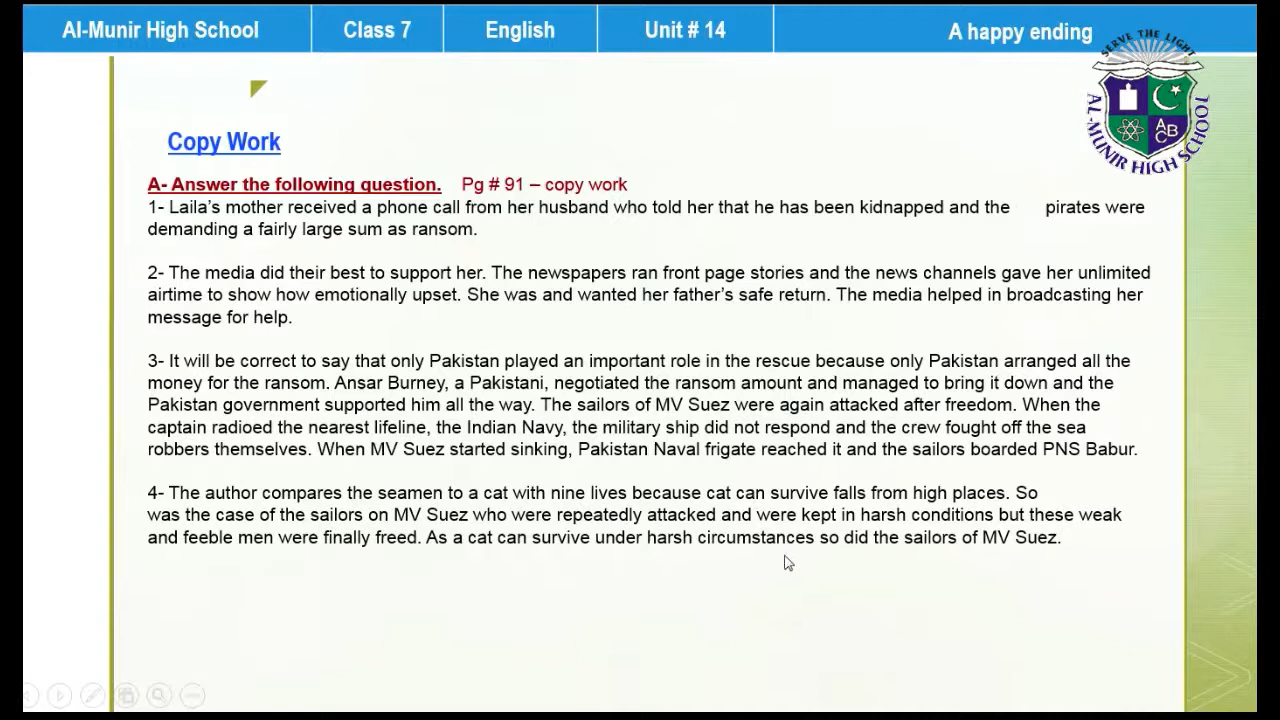 Al-Munir High School Class 7 English Unit # 14 A happy ending
SERVE THE LIGHT
AL-MUNIR HIGH SCHOOL
A B C
Copy Work
A- Answer the following question. Pg # 91 – copy work
1- Laila’s mother received a phone call from her husband who told her that he has been kidnapped and the pirates were
demanding a fairly large sum as ransom.
2- The media did their best to support her. The newspapers ran front page stories and the news channels gave her unlimited
airtime to show how emotionally upset. She was and wanted her father’s safe return. The media helped in broadcasting her
message for help.
3- It will be correct to say that only Pakistan played an important role in the rescue because only Pakistan arranged all the
money for the ransom. Ansar Burney, a Pakistani, negotiated the ransom amount and managed to bring it down and the
Pakistan government supported him all the way. The sailors of MV Suez were again attacked after freedom. When the
captain radioed the nearest lifeline, the Indian Navy, the military ship did not respond and the crew fought off the sea
robbers themselves. When MV Suez started sinking, Pakistan Naval frigate reached it and the sailors boarded PNS Babur.
4- The author compares the seamen to a cat with nine lives because cat can survive falls from high places. So
was the case of the sailors on MV Suez who were repeatedly attacked and were kept in harsh conditions but these weak
and feeble men were finally freed. As a cat can survive under harsh circumstances so did the sailors of MV Suez.